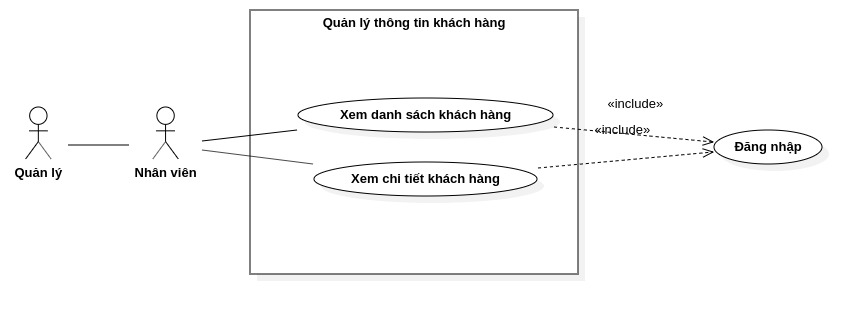 Quản lý thông tin khách hàng
Xem danh sách khách hàng
«include»
«include»
Đăng nhập
Quản lý
Nhân viên
Xem chi tiết khách hàng